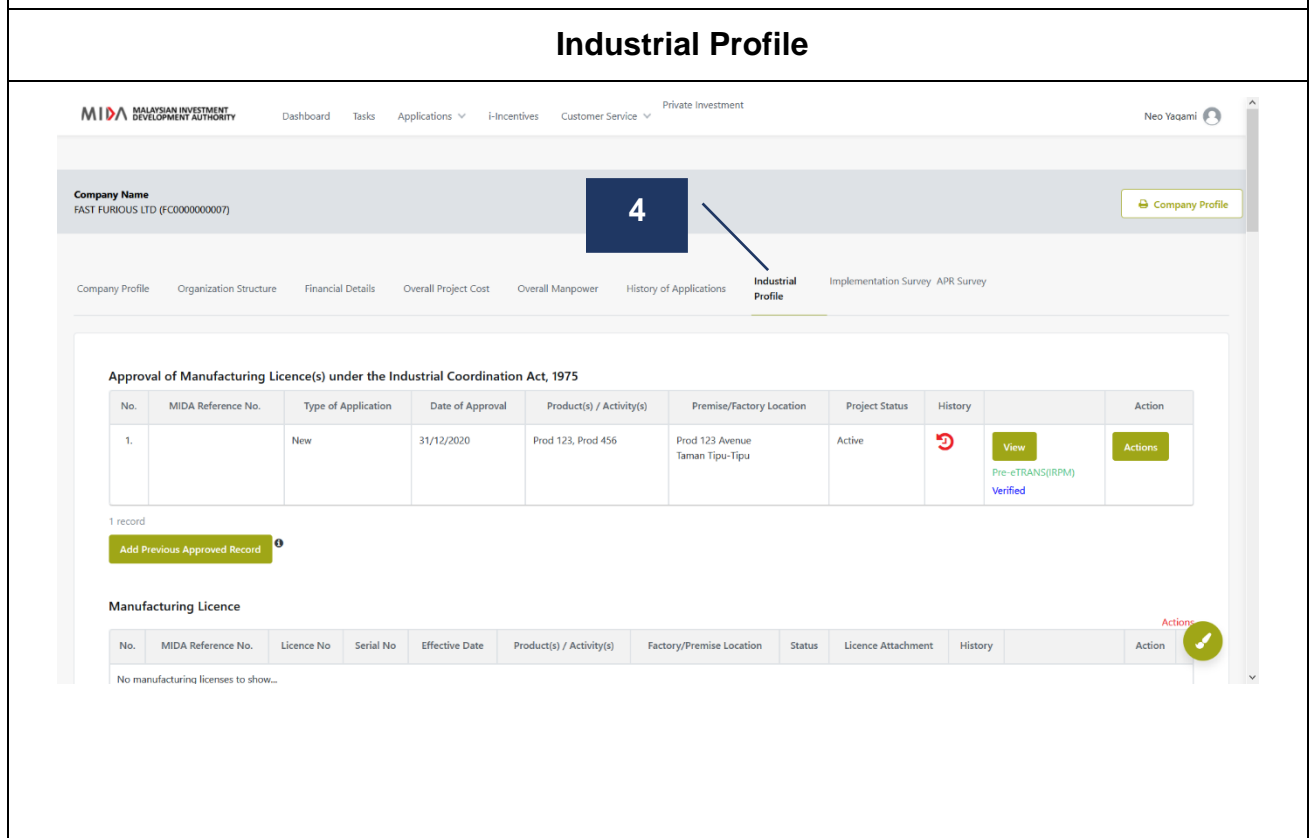 Industrial Profile
MIDA MALAYSIAN INVESTMENT
DEVELOPMENT AUTHORITY
Dashboard Tasks Applications i-Incentives Customer Service Private Investment
Neo Yagami
Company Name
FAST FURIOUS LTD (FC0000000007)
4
Company Profile
Company Profile Organization Structure Financial Details Overall Project Cost Overall Manpower History of Applications Industrial Profile Implementation Survey APR Survey
Approval of Manufacturing Licence(s) under the Industrial Coordination Act, 1975
No. MIDA Reference No. Type of Application Date of Approval Product(s) / Activity(s) Premise/Factory Location Project Status History Action
1. New 31/12/2020 Prod 123, Prod 456 Prod 123 Avenue Active View Actions
Taman Tipu-Tipu
Pre-eTRANS(IRPM)
Verified
1 record
Add Previous Approved Record
Manufacturing Licence
Actions
No. MIDA Reference No. Licence No Serial No Effective Date Product(s) / Activity(s) Factory/Premise Location Status Licence Attachment History Action
No manufacturing licenses to show...